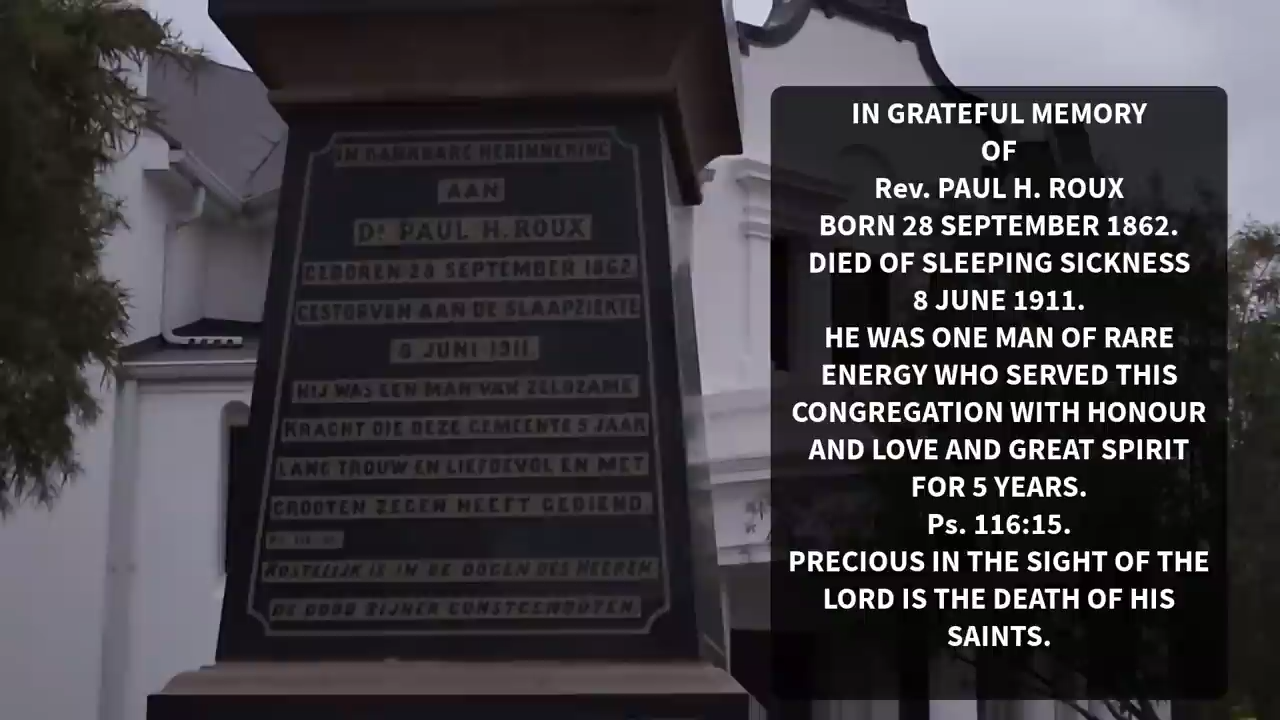 IN DANKBARE HERINNERING
AAN
Ds PAUL H. ROUX
GEBOREN 28 SEPTEMBER 1862
GESTORVEN AAN DE SLAAPZIEKTE
8 JUNI 1911
HIJ WAS EEN MAN VAN ZELDZAME
KRACHT DIE DEZE GEMEENTE 5 JAAR
LANG TROUW EN LIEFDEVOL EN MET
GROOTEN ZEGEN HEEFT GEDIEND
KOSTELIJK IS IN DE OOGEN DES HEEREN
DE DOOD ZIJNER GUNSTGENOOTEN
IN GRATEFUL MEMORY
OF
Rev. PAUL H. ROUX
BORN 28 SEPTEMBER 1862.
DIED OF SLEEPING SICKNESS
8 JUNE 1911.
HE WAS ONE MAN OF RARE
ENERGY WHO SERVED THIS
CONGREGATION WITH HONOUR
AND LOVE AND GREAT SPIRIT
FOR 5 YEARS.
Ps. 116:15.
PRECIOUS IN THE SIGHT OF THE
LORD IS THE DEATH OF HIS
SAINTS.